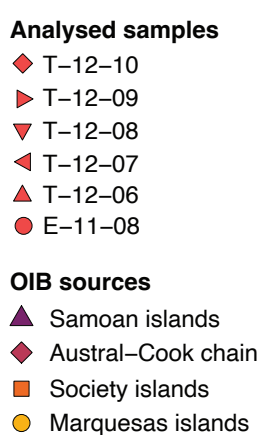 Analysed samples
T−12−10
T−12−09
T−12−08
T−12−07
T−12−06
E−11−08
OIB sources
Samoan islands
Austral−Cook chain
Society islands
Marquesas islands